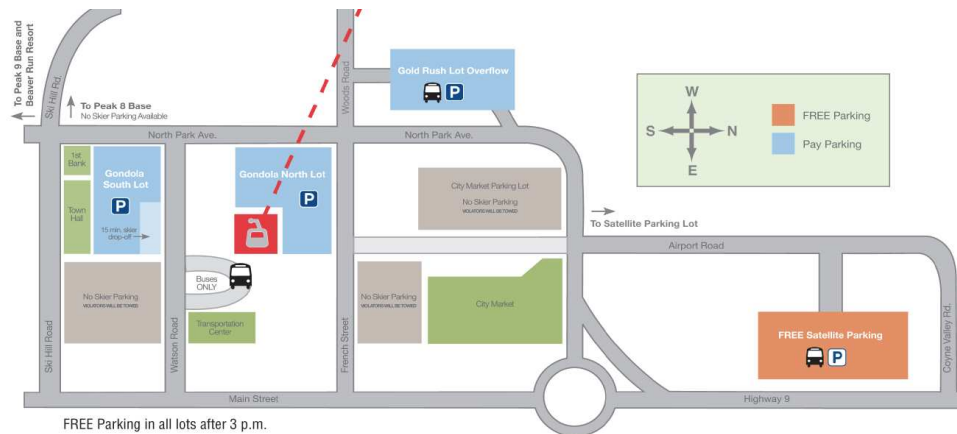 To Peak 9 Base and
Beaver Run Resort
Ski Hill Rd.
To Peak 8 Base
No Skier Parking Available
Woods Road
Gold Rush Lot Overflow
P
W
S
N
E
FREE Parking
Pay Parking
North Park Ave.
North Park Ave.
1st
Bank
Gondola
South Lot
P
Town
Hall
15 min. skier
drop-off
Gondola North Lot
P
City Market Parking Lot
No Skier Parking
VIOLATORS WILL BE TOWED
To Satellite Parking Lot
Airport Road
Buses
ONLY
No Skier Parking
VIOLATORS WILL BE TOWED
No Skier Parking
VIOLATORS WILL BE TOWED
City Market
Transportation
Center
FREE Satellite Parking
P
Ski Hill Road
Watson Road
French Street
Coyne Valley Rd.
Main Street
Highway 9
FREE Parking in all lots after 3 p.m.